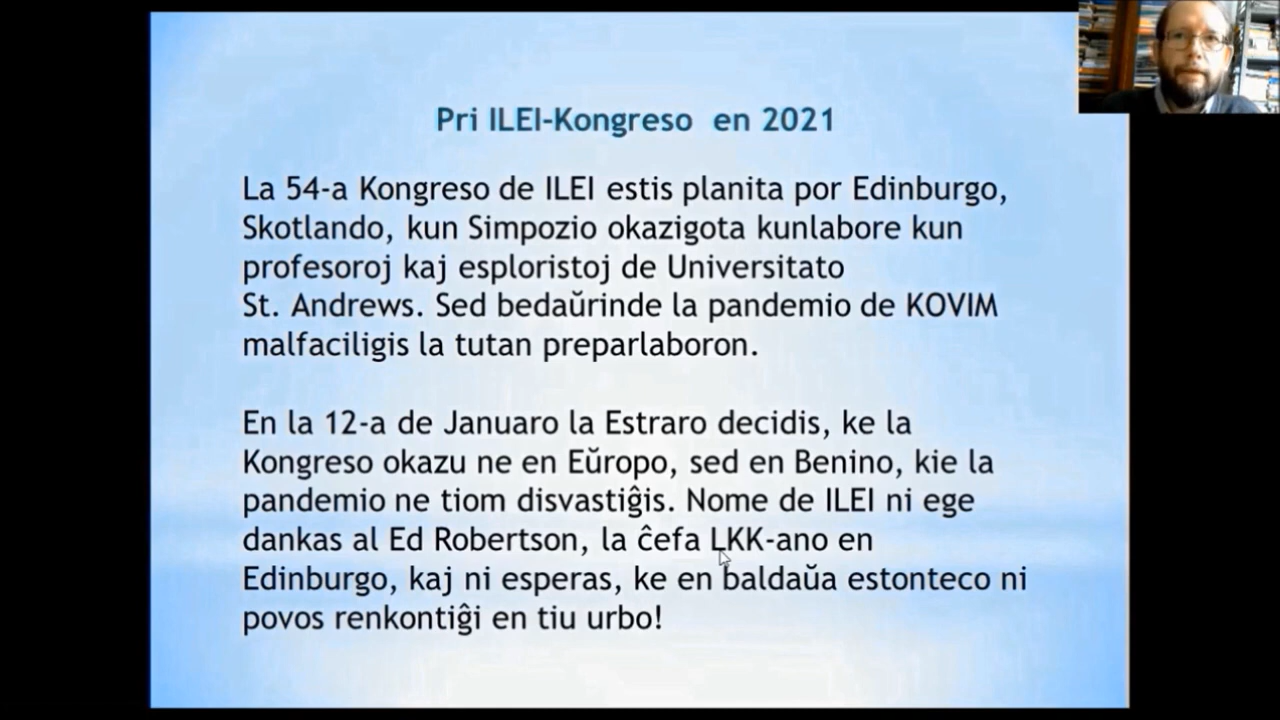 Pri ILEI-Kongreso en 2021
La 54-a Kongreso de ILEI estis planita por Edinburgo,
Skotlando, kun Simpozio okazigota kunlabore kun
profesoroj kaj esploristoj de Universitato
St. Andrews. Sed bedaŭrinde la pandemio de KOVIM
malfaciligis la tutan preparlaboron.
En la 12-a de Januaro la Estraro decidis, ke la
Kongreso okazu ne en Eŭropo, sed en Benino, kie la
pandemio ne tiom disvastiĝis. Nome de ILEI ni ege
dankas al Ed Robertson, la ĉefa LKK-ano en
Edinburgo, kaj ni esperas, ke en baldaŭa estonteco ni
povos renkontiĝi en tiu urbo!